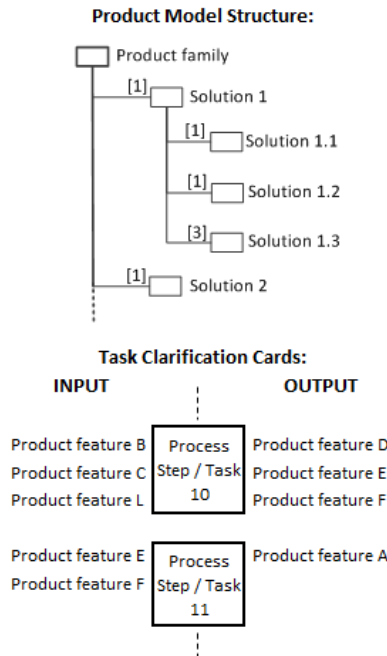 Product Model Structure:
Product family
[1] Solution 1
[1] Solution 1.1
[1] Solution 1.2
[3] Solution 1.3
[1] Solution 2
Task Clarification Cards:
INPUT OUTPUT
Product feature B Process Product feature D
Product feature C Step / Task Product feature E
Product feature L 10 Product feature F
Product feature E Process Product feature A
Product feature F Step / Task
11